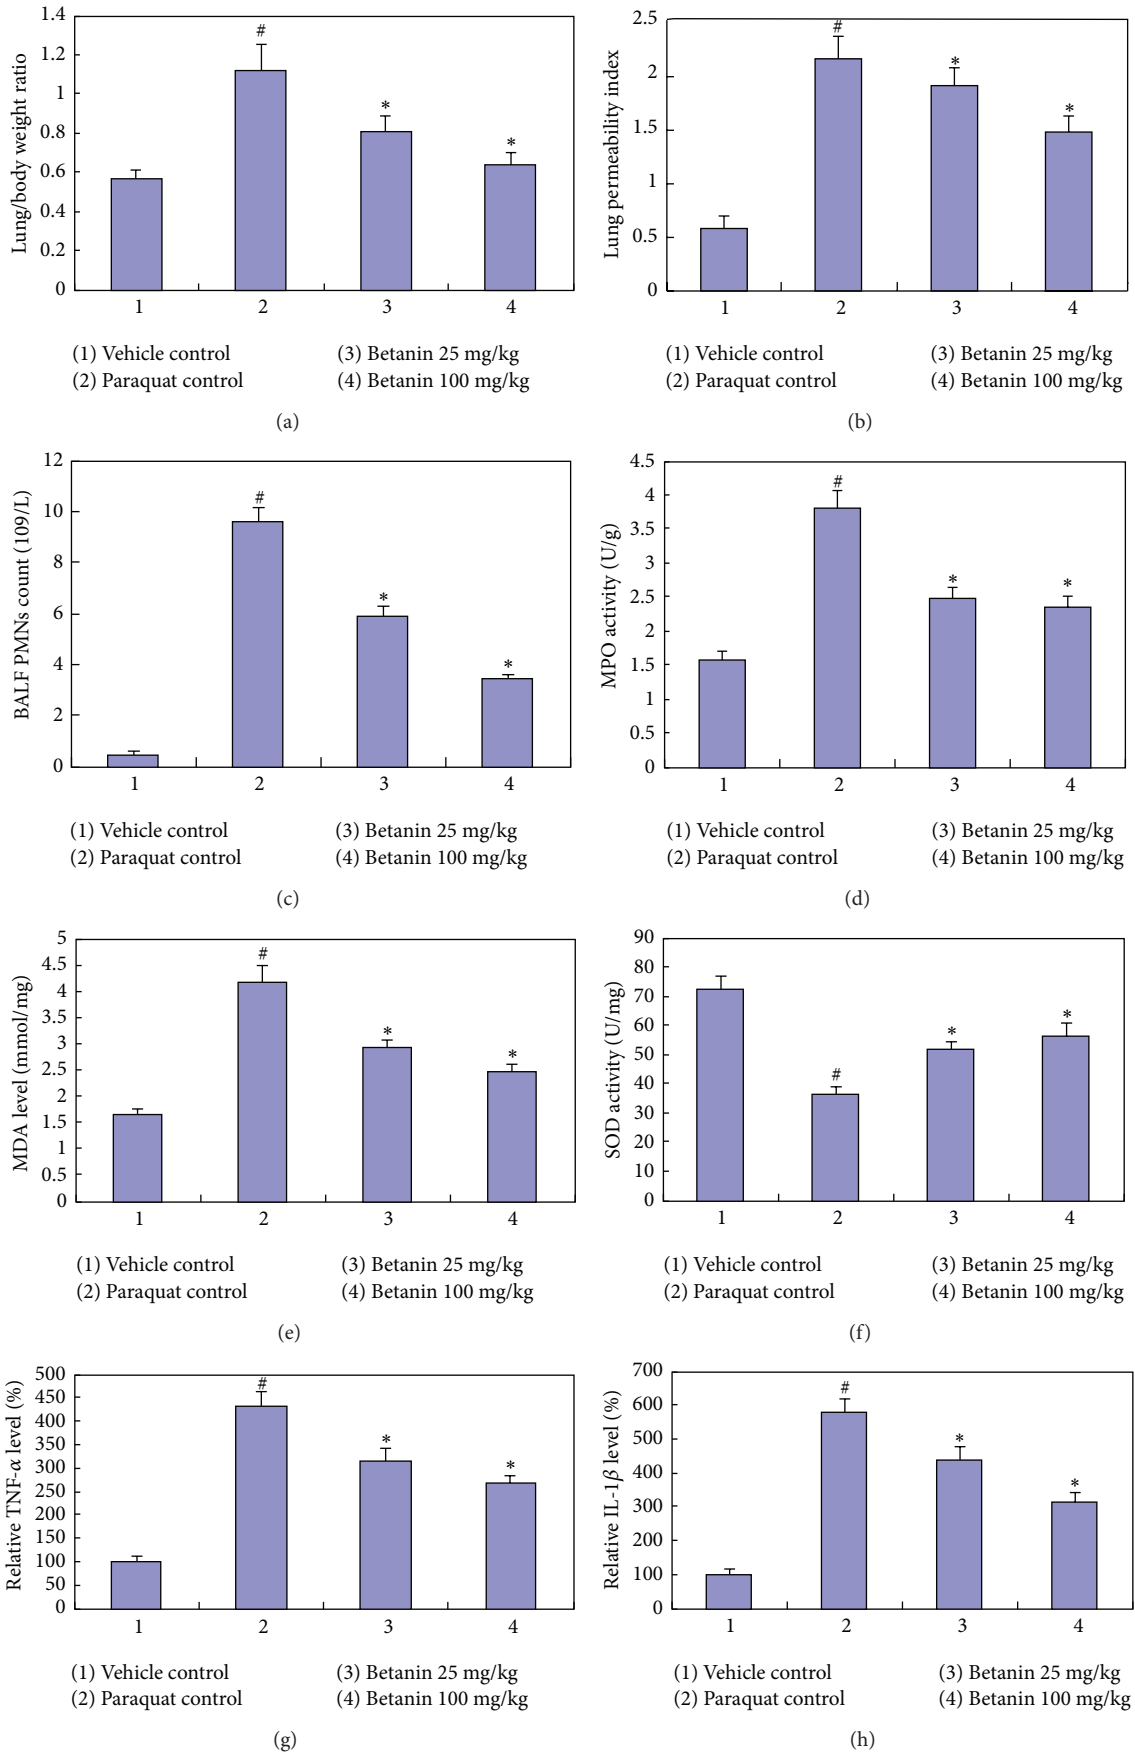 Lung/body weight ratio
1.4
1.2
1
0.8
0.6
0.4
0.2
0
#
*
*
1 2 3 4
(1) Vehicle control (3) Betanin 25 mg/kg
(2) Paraquat control (4) Betanin 100 mg/kg
(a)
Lung permeability index
2.5
2
1.5
1
0.5
0
#
*
*
1 2 3 4
(1) Vehicle control (3) Betanin 25 mg/kg
(2) Paraquat control (4) Betanin 100 mg/kg
(b)
BALF PMNs count (109/L)
12
10
8
6
4
2
0
#
*
*
1 2 3 4
(1) Vehicle control (3) Betanin 25 mg/kg
(2) Paraquat control (4) Betanin 100 mg/kg
(c)
MPO activity (U/g)
4.5
4
3.5
3
2.5
2
1.5
1
0.5
0
#
*
*
1 2 3 4
(1) Vehicle control (3) Betanin 25 mg/kg
(2) Paraquat control (4) Betanin 100 mg/kg
(d)
MDA level (mmol/mg)
5
4.5
4
3.5
3
2.5
2
1.5
1
0.5
0
#
*
*
1 2 3 4
(1) Vehicle control (3) Betanin 25 mg/kg
(2) Paraquat control (4) Betanin 100 mg/kg
(e)
SOD activity (U/mg)
90
80
70
60
50
40
30
20
10
0
#
*
*
1 2 3 4
(1) Vehicle control (3) Betanin 25 mg/kg
(2) Paraquat control (4) Betanin 100 mg/kg
(f)
Relative TNF-α level (%)
500
450
400
350
300
250
200
150
100
50
0
#
*
*
1 2 3 4
(1) Vehicle control (3) Betanin 25 mg/kg
(2) Paraquat control (4) Betanin 100 mg/kg
(g)
Relative IL-1β level (%)
700
600
500
400
300
200
100
0
#
*
*
1 2 3 4
(1) Vehicle control (3) Betanin 25 mg/kg
(2) Paraquat control (4) Betanin 100 mg/kg
(h)